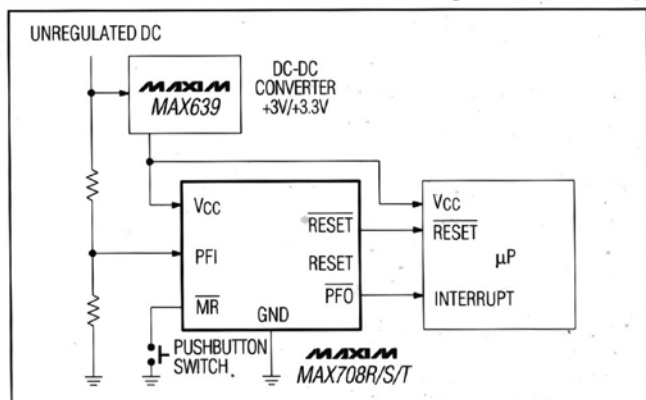 UNREGULATED DC
MAXIM
MAX639
DC-DC
CONVERTER
+3V/+3.3V
VCC
PFI
MR
GND
RESET
RESET
PFO
VCC
RESET
μP
INTERRUPT
PUSHBUTTON
SWITCH
MAXIM
MAX708R/S/T